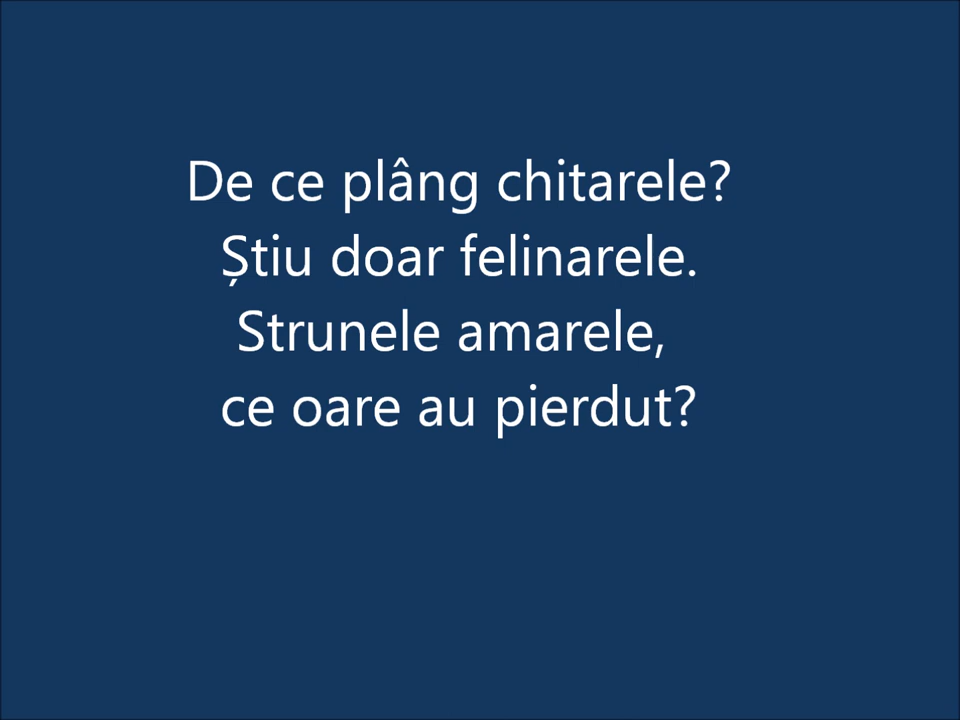 De ce plâng chitarele?
Știu doar felinarele.
Strunele amarele,
ce oare au pierdut?